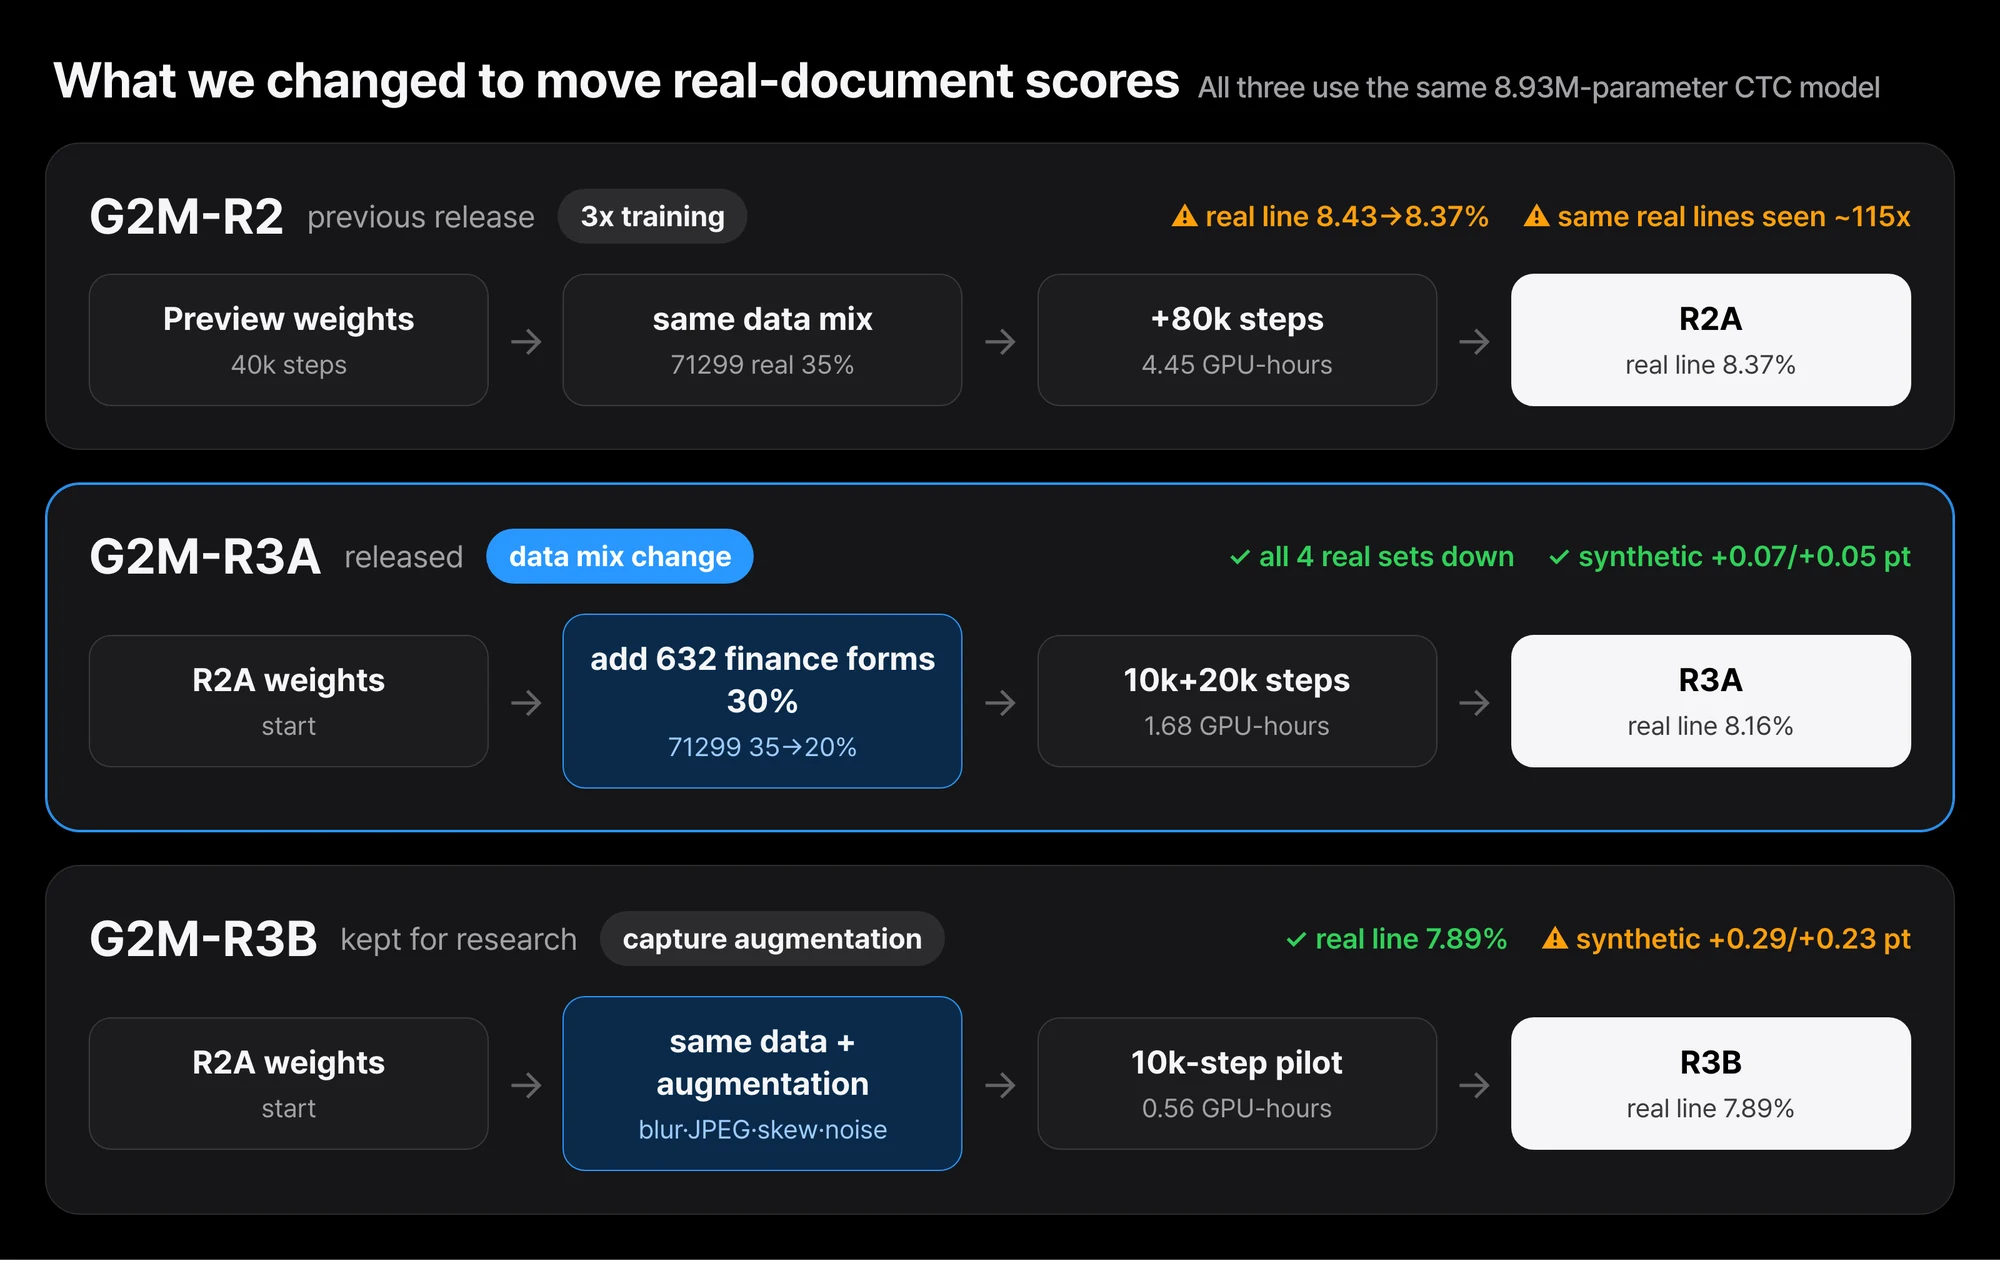 What we changed to move real-document scores All three use the same 8.93M-parameter CTC model
G2M-R2 previous release 3x training ⚠ real line 8.43→8.37% ⚠ same real lines seen ~115x
Preview weights
40k steps
→
same data mix
71299 real 35%
→
+80k steps
4.45 GPU-hours
→
R2A
real line 8.37%
G2M-R3A released data mix change ✓ all 4 real sets down ✓ synthetic +0.07/+0.05 pt
R2A weights
start
→
add 632 finance forms
30%
71299 35→20%
→
10k+20k steps
1.68 GPU-hours
→
R3A
real line 8.16%
G2M-R3B kept for research capture augmentation ✓ real line 7.89% ⚠ synthetic +0.29/+0.23 pt
R2A weights
start
→
same data +
augmentation
blur·JPEG·skew·noise
→
10k-step pilot
0.56 GPU-hours
→
R3B
real line 7.89%